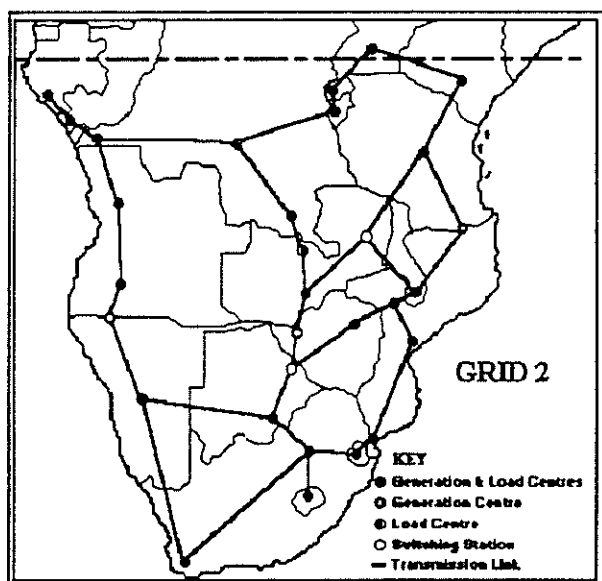 GRID 2
KEY
Generation & Load Centres
Generation Centre
Load Centre
Switching Station
Transmission Link